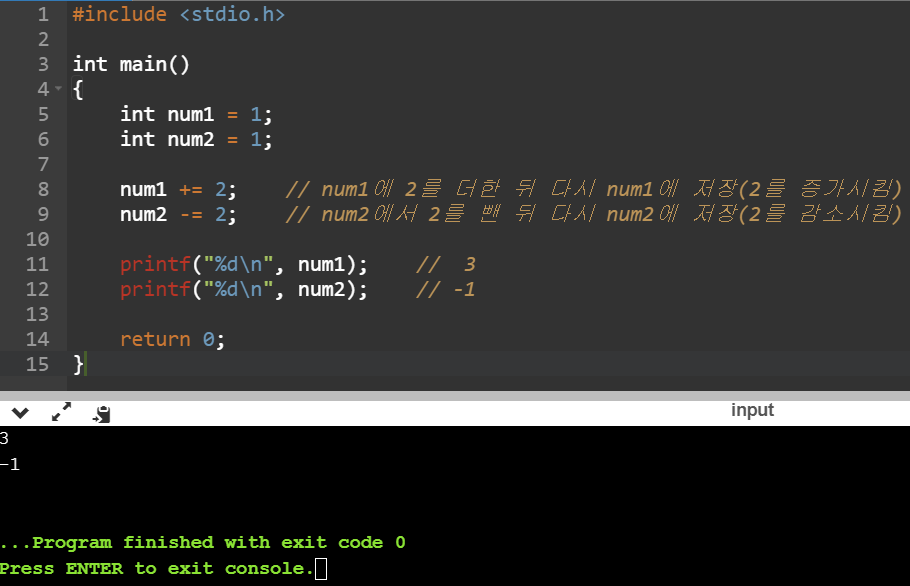 1 #include <stdio.h>
2
3 int main()
4 {
5 int num1 = 1;
6 int num2 = 1;
7
8 num1 += 2; // num1에 2를 더한 뒤 다시 num1에 저장(2를 증가시킴)
9 num2 -= 2; // num2에서 2를 뺀 뒤 다시 num2에 저장(2를 감소시킴)
10
11 printf("%d\n", num1); // 3
12 printf("%d\n", num2); // -1
13
14 return 0;
15 }
input
3
-1
...Program finished with exit code 0
Press ENTER to exit console.